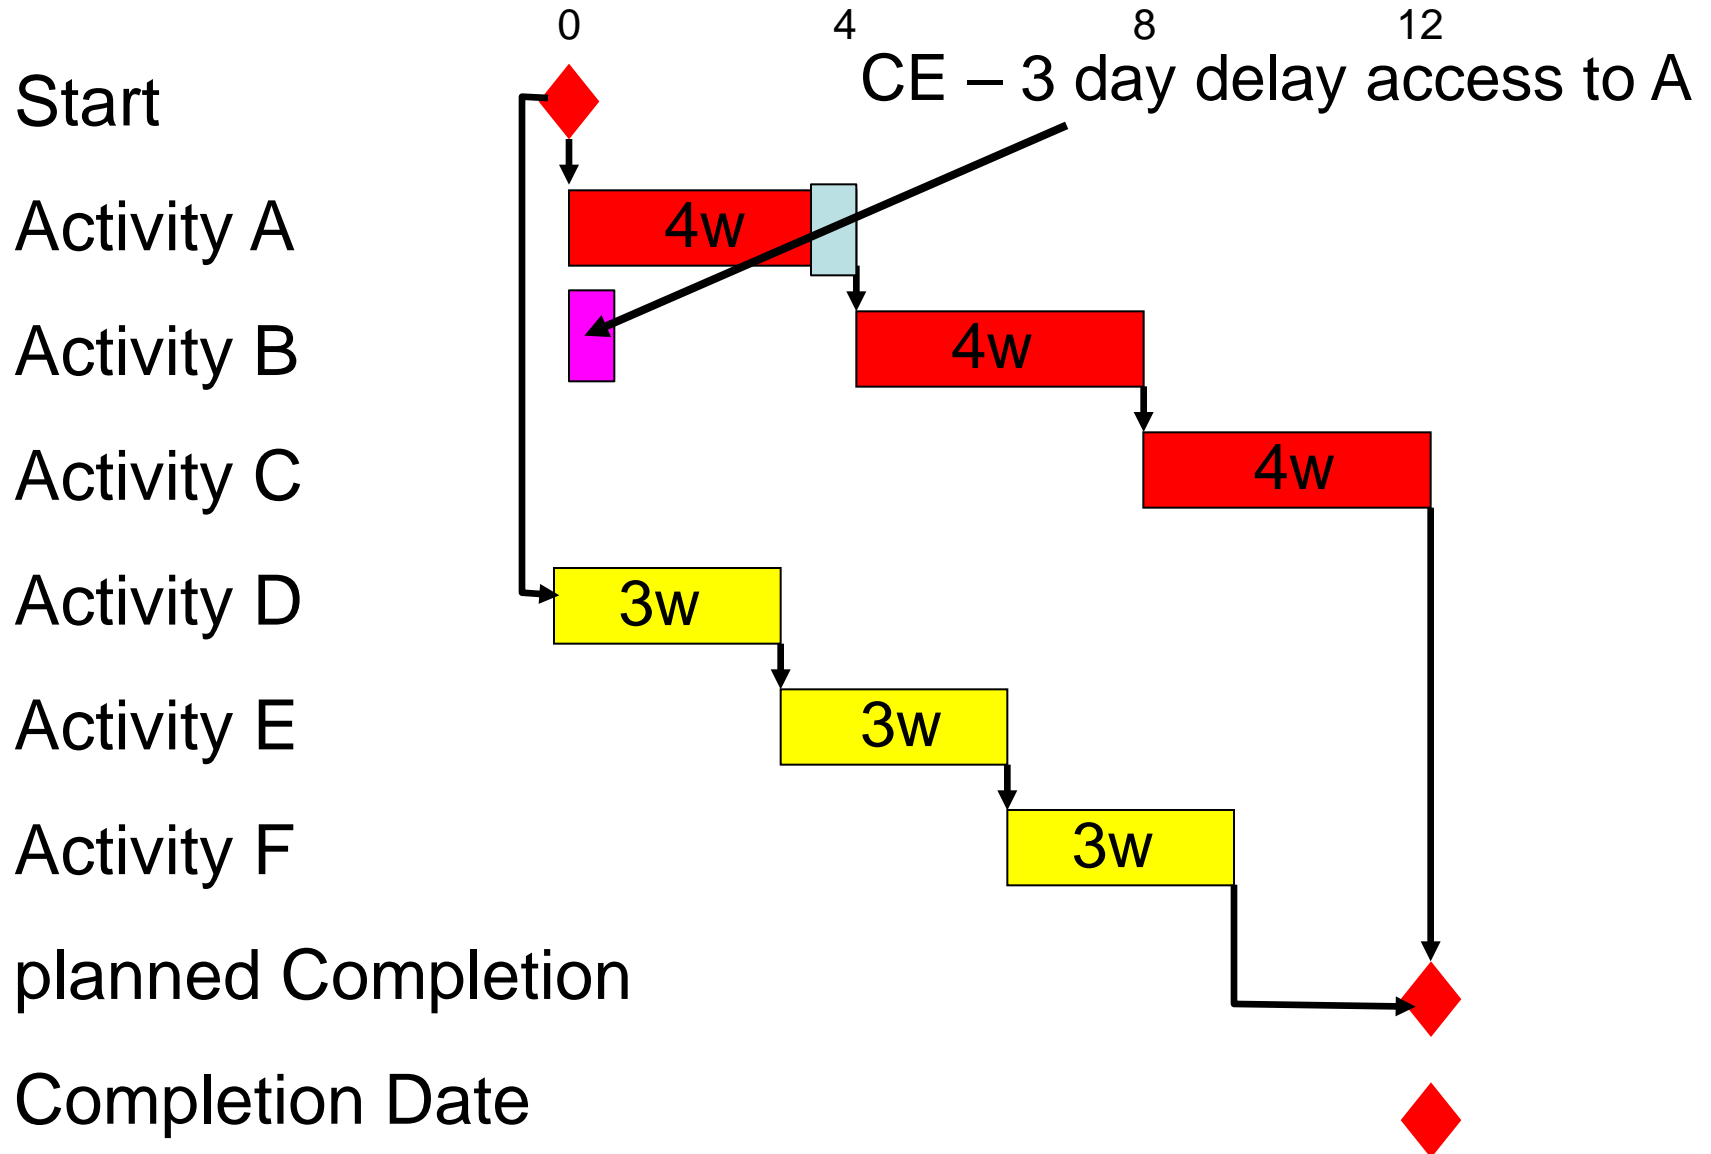 0 4 8 12
CE – 3 day delay access to A
Start
Activity A
4w
Activity B
4w
Activity C
4w
Activity D
3w
Activity E
3w
Activity F
3w
planned Completion
Completion Date